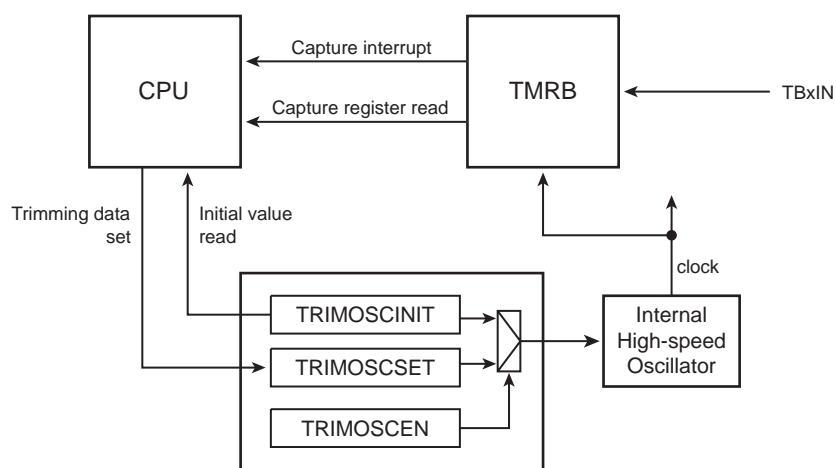 Capture interrupt
CPU
TMRB
TBxIN
Capture register read
Trimming data
set
Initial value
read
clock
TRIMOSCINIT
TRIMOSCSET
TRIMOSCEN
Internal
High-speed
Oscillator